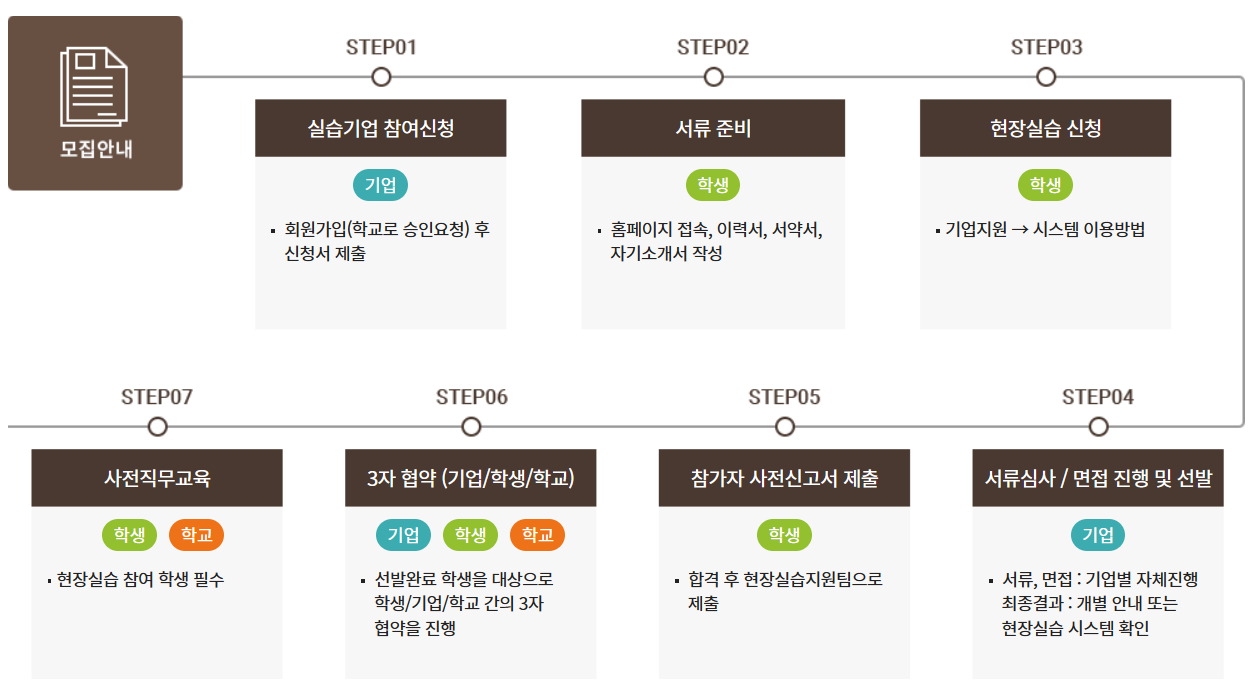 모집안내
STEP01
실습기업 참여신청
기업
회원가입(학교로 승인요청) 후
신청서 제출
STEP02
서류 준비
학생
홈페이지 접속, 이력서, 서약서,
자기소개서 작성
STEP03
현장실습 신청
학생
기업지원 → 시스템 이용방법
STEP04
서류심사 / 면접 진행 및 선발
기업
서류, 면접 : 기업별 자체진행
최종결과 : 개별 안내 또는
현장실습 시스템 확인
STEP05
참가자 사전신고서 제출
학생
합격 후 현장실습지원팀으로
제출
STEP06
3자 협약 (기업/학생/학교)
기업 학생 학교
선발완료 학생을 대상으로
학생/기업/학교 간의 3자
협약을 진행
STEP07
사전직무교육
학생 학교
현장실습 참여 학생 필수